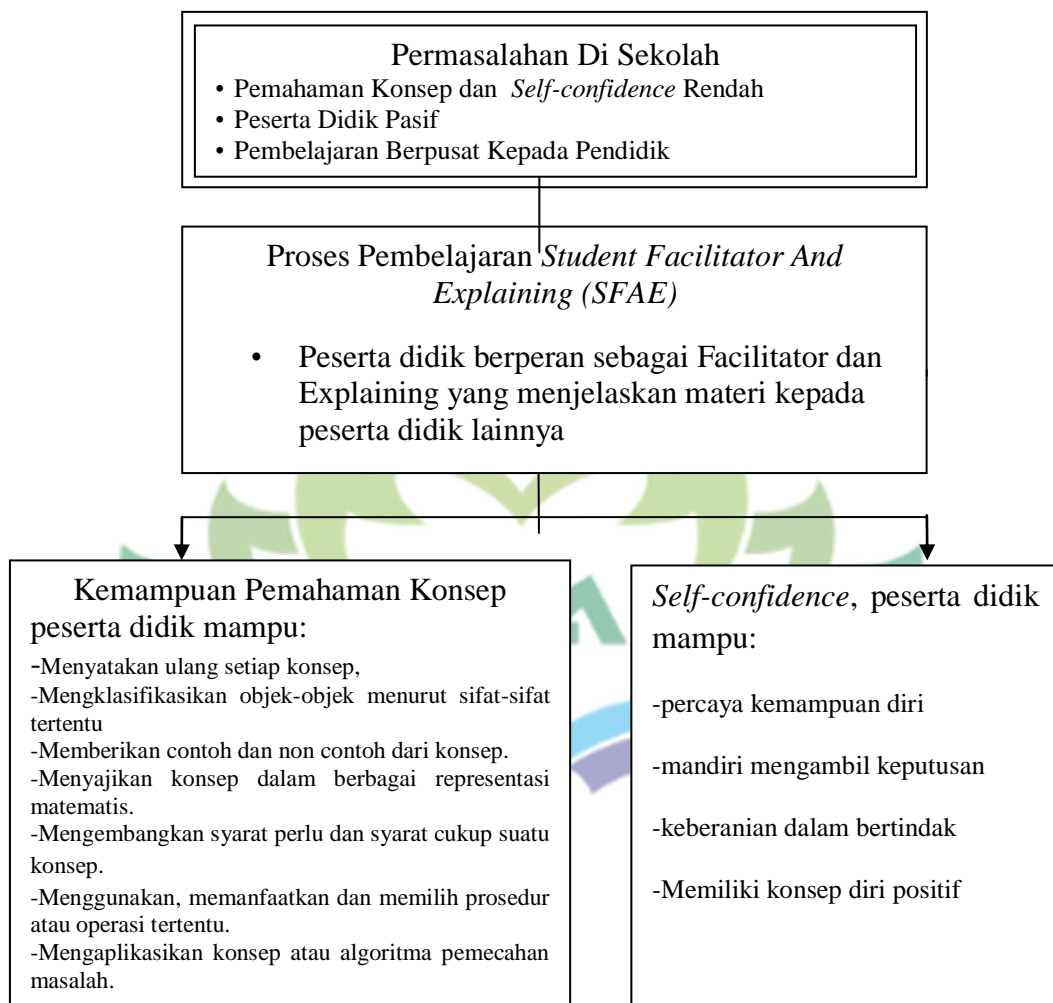 Permasalahan Di Sekolah
• Pemahaman Konsep dan Self-confidence Rendah
• Peserta Didik Pasif
• Pembelajaran Berpusat Kepada Pendidik
Proses Pembelajaran Student Facilitator And
Explaining (SFAE)
• Peserta didik berperan sebagai Facilitator dan
Explaining yang menjelaskan materi kepada
peserta didik lainnya
Kemampuan Pemahaman Konsep
peserta didik mampu:
-Menyatakan ulang setiap konsep,
-Mengklasifikasikan objek-objek menurut sifat-sifat
tertentu
-Memberikan contoh dan non contoh dari konsep.
-Menyajikan konsep dalam berbagai representasi
matematis.
-Mengembangkan syarat perlu dan syarat cukup suatu
konsep.
-Menggunakan, memanfaatkan dan memilih prosedur
atau operasi tertentu.
-Mengaplikasikan konsep atau algoritma pemecahan
masalah.
Self-confidence, peserta didik
mampu:
-percaya kemampuan diri
-mandiri mengambil keputusan
-keberanian dalam bertindak
-Memiliki konsep diri positif